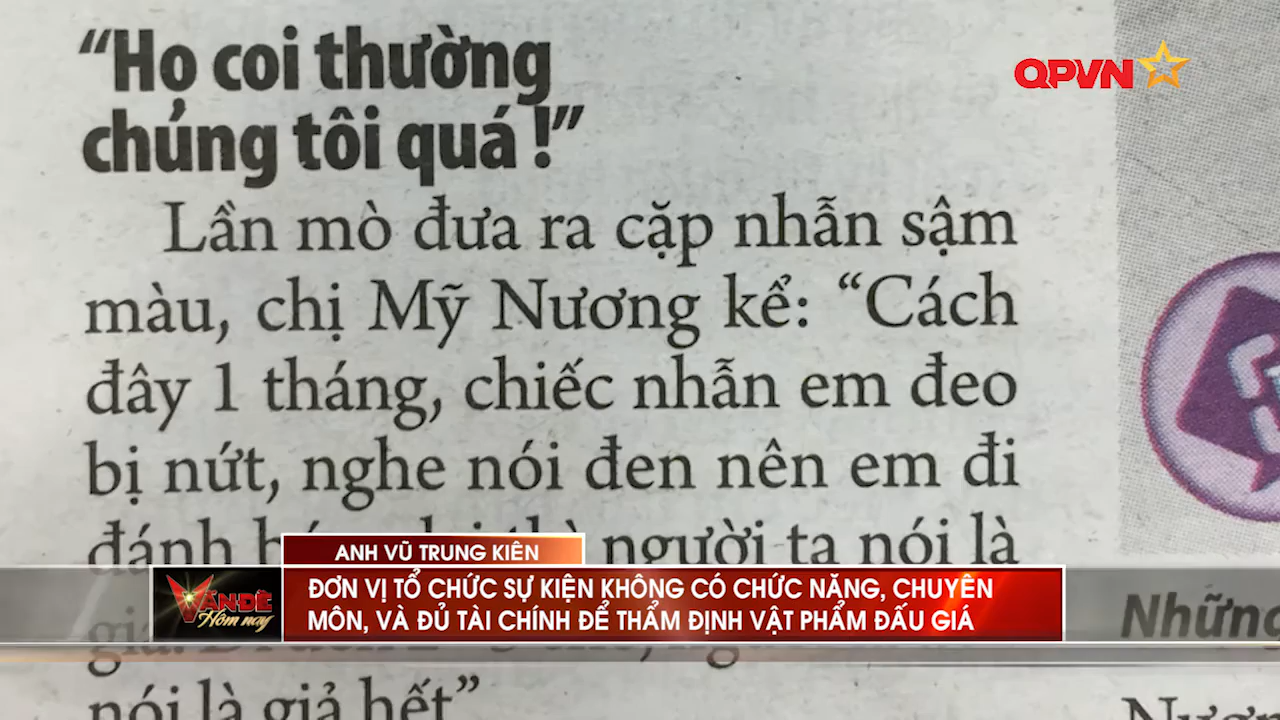 “Họ coi thường
chúng tôi quá !”
QPVN
Lần mò đưa ra cặp nhẫn sậm
màu, chị Mỹ Nương kể: “Cách
đây 1 tháng, chiếc nhẫn em đeo
bị nứt, nghe nói đen nên em đi
đánh người ta nói là
ANH VŨ TRUNG KIÊN
VẤN ĐỀ
Hôm nay
ĐƠN VỊ TỔ CHỨC SỰ KIỆN KHÔNG CÓ CHỨC NĂNG, CHUYÊN
MÔN, VÀ ĐỦ TÀI CHÍNH ĐỂ THẨM ĐỊNH VẬT PHẨM ĐẤU GIÁ
nói là giả hết”